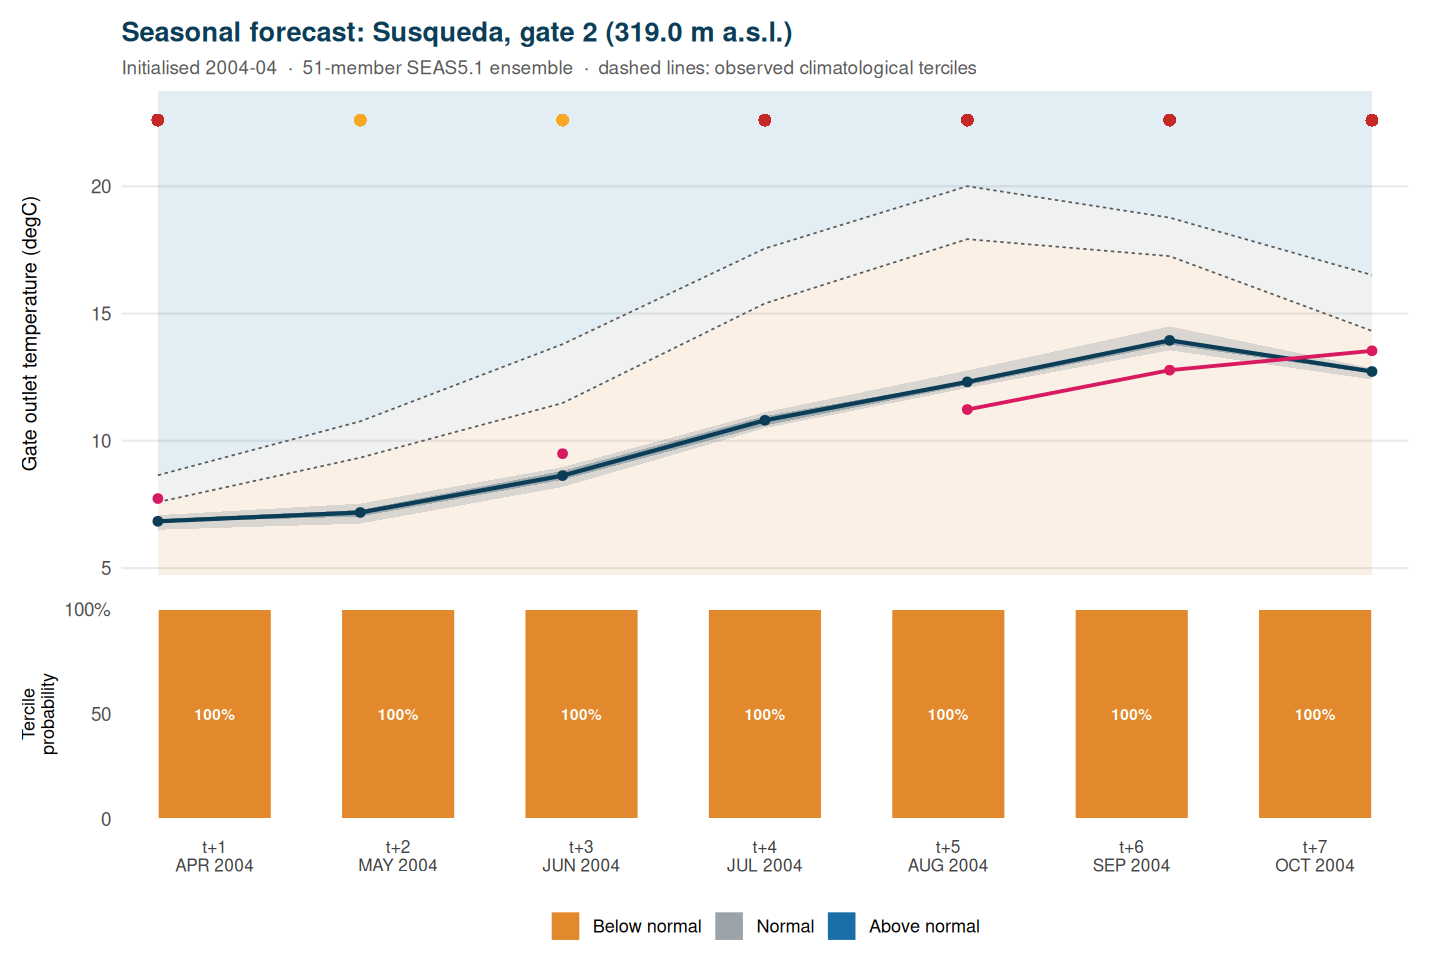 Seasonal forecast: Susqueda, gate 2 (319.0 m a.s.l.)
Initialised 2004-04 · 51-member SEAS5.1 ensemble · dashed lines: observed climatological terciles
Gate outlet temperature (degC)
20
15
10
5
Tercile
probability
100%
50
0
100% 100% 100% 100% 100% 100% 100%
t+1 t+2 t+3 t+4 t+5 t+6 t+7
APR 2004 MAY 2004 JUN 2004 JUL 2004 AUG 2004 SEP 2004 OCT 2004
Below normal Normal Above normal